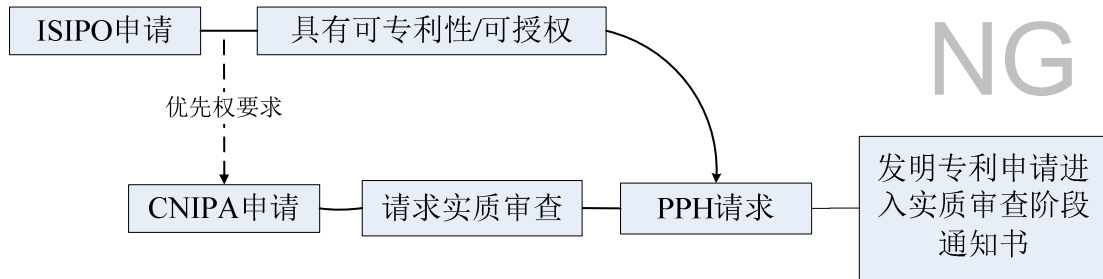 ISIPO申请
具有可专利性/可授权
NG
优先权要求
CNIPA申请
请求实质审查
PPH请求
发明专利申请进
入实质审查阶段
通知书